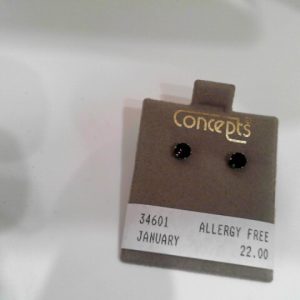 Concepts
34601 ALLERGY FREE
JANUARY 22.00